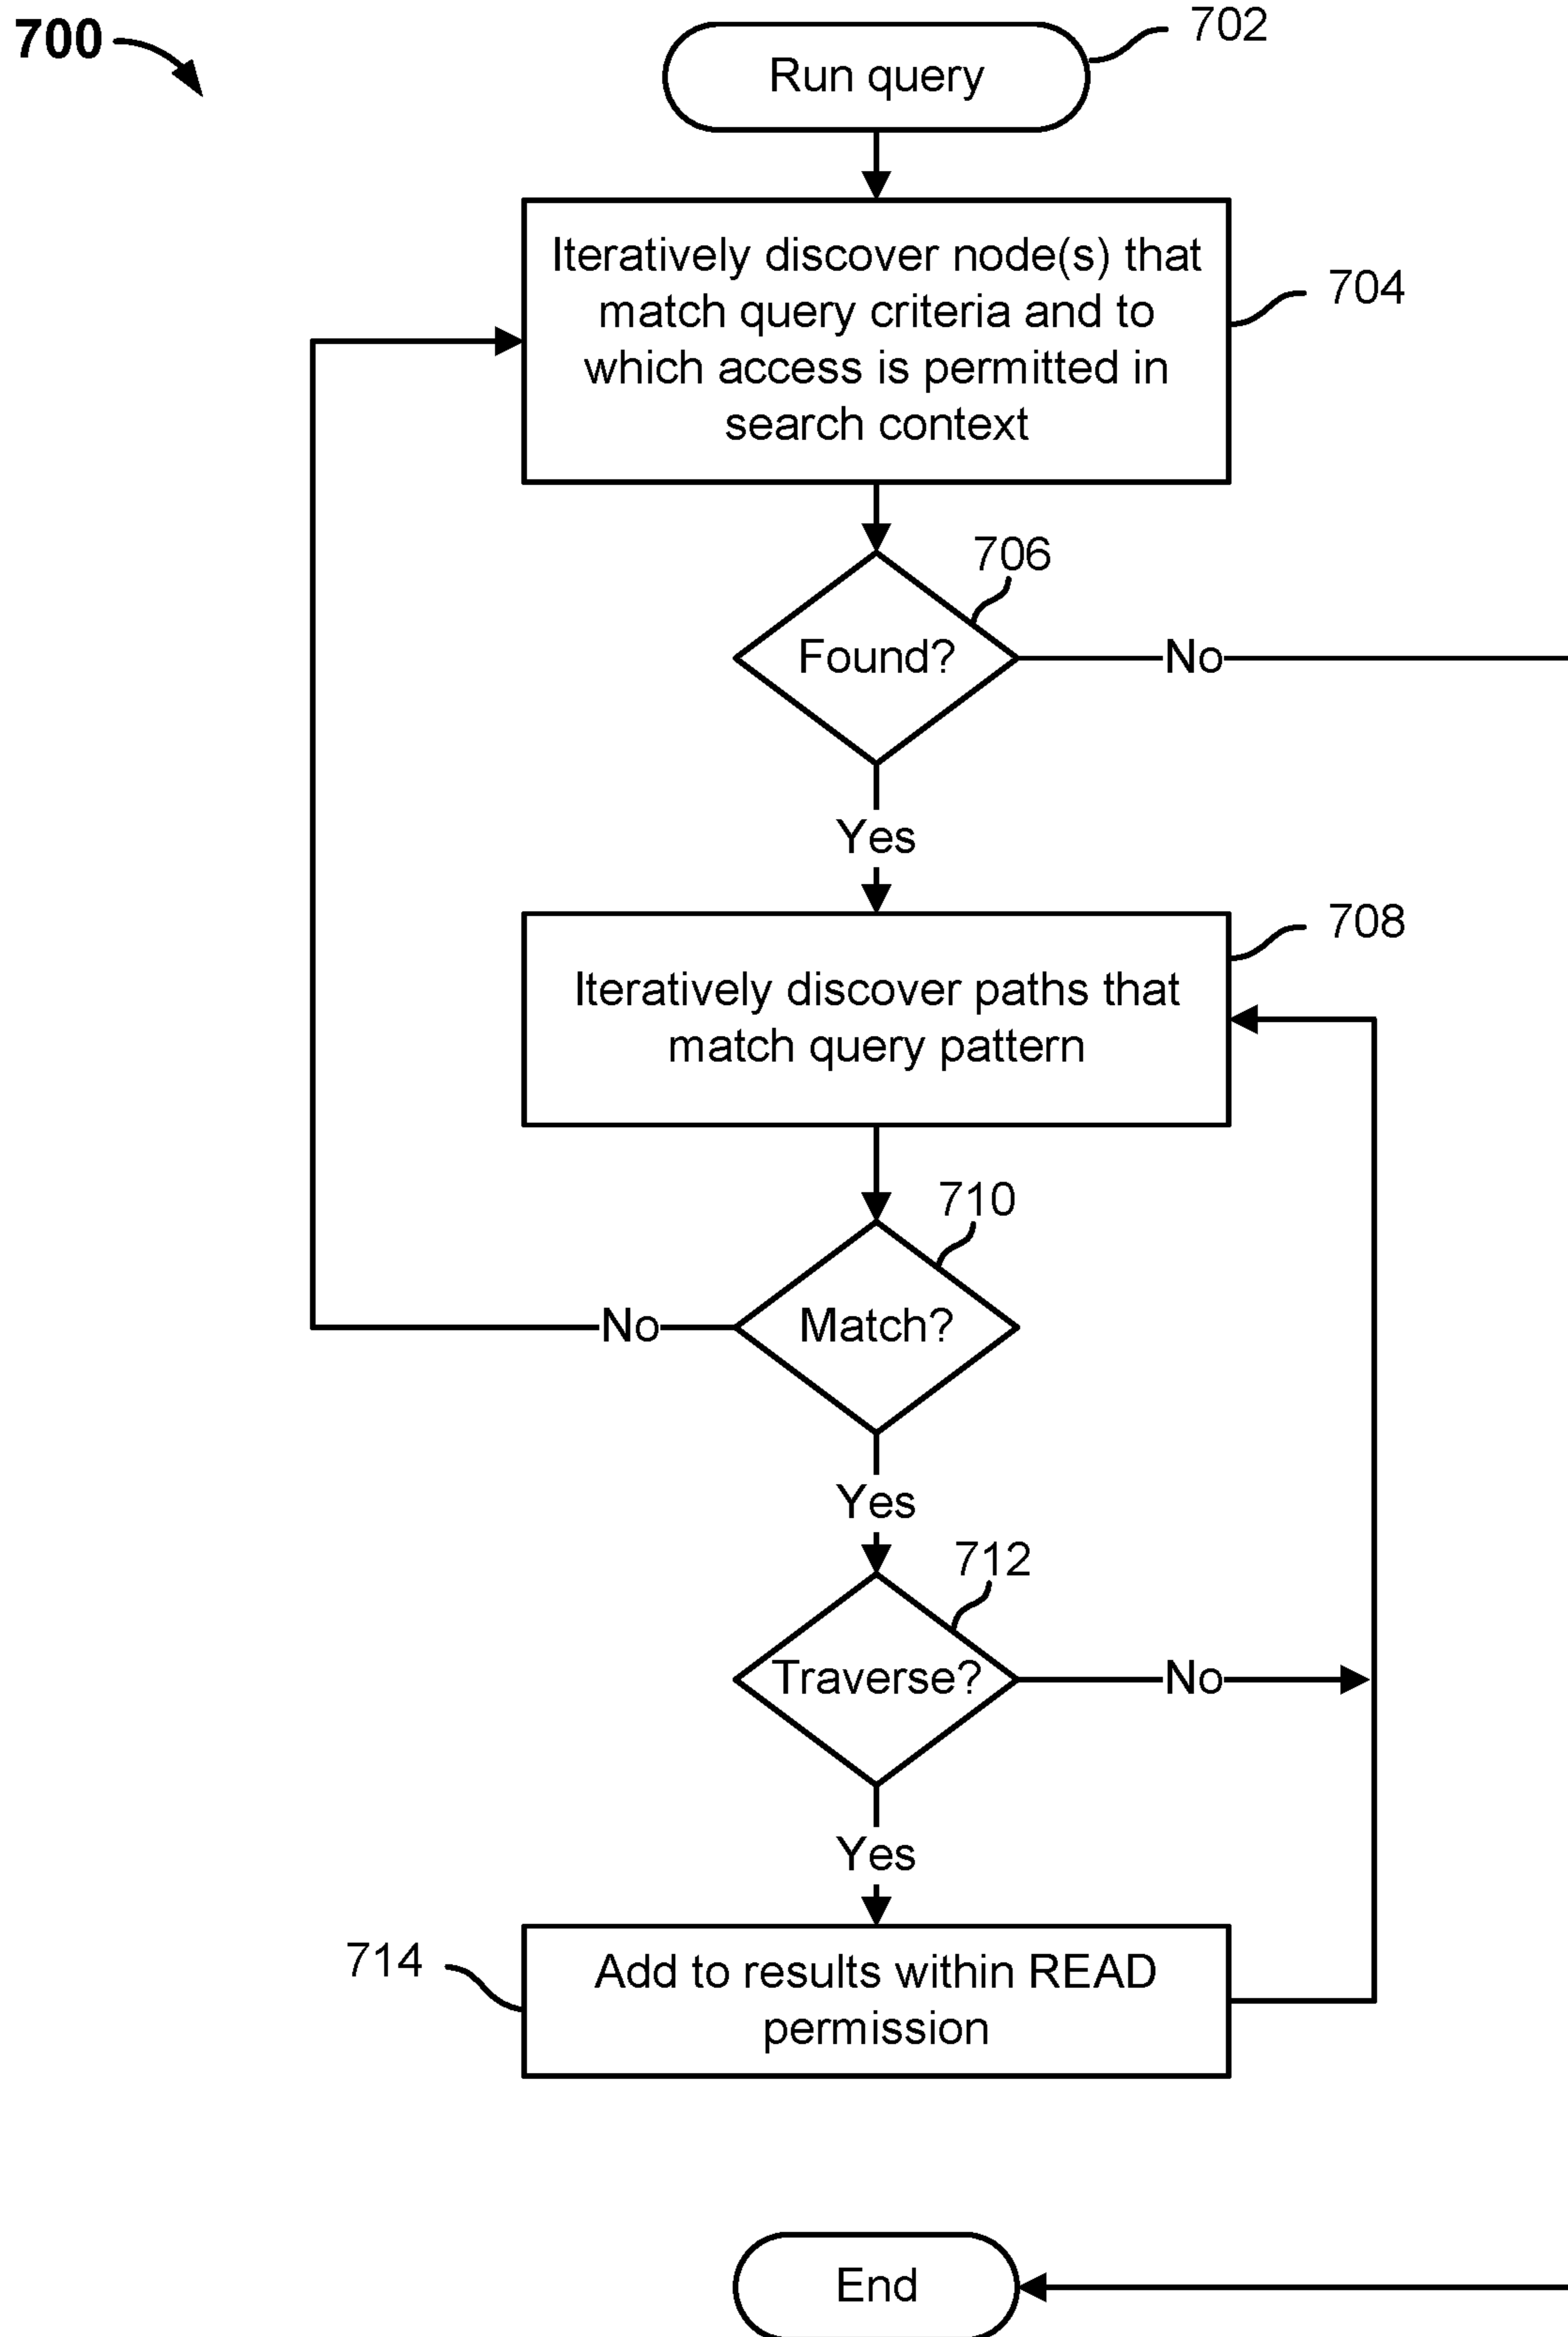 700
702
Run query
Iteratively discover node(s) that
match query criteria and to
which access is permitted in
search context
704
706
Found?
No
Yes
708
Iteratively discover paths that
match query pattern
710
Match?
No
Yes
712
Traverse?
No
Yes
714
Add to results within READ
permission
End